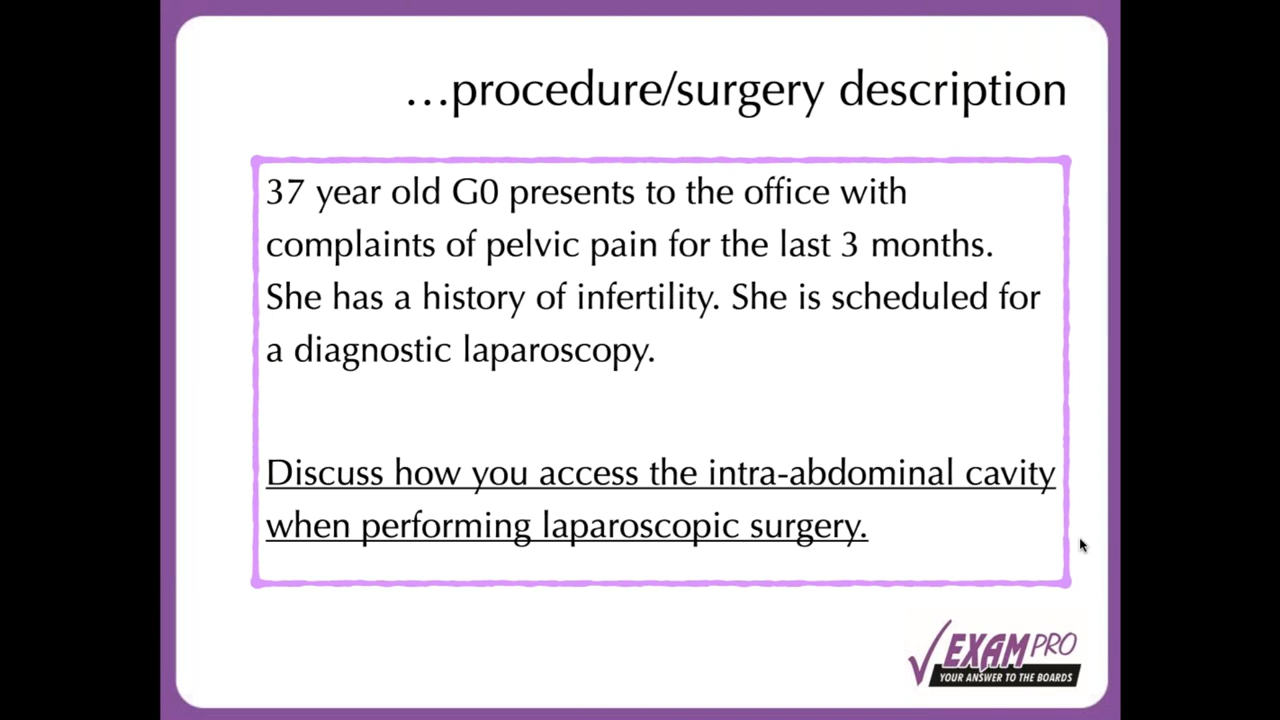 ...procedure/surgery description
37 year old G0 presents to the office with
complaints of pelvic pain for the last 3 months.
She has a history of infertility. She is scheduled for
a diagnostic laparoscopy.
Discuss how you access the intra-abdominal cavity
when performing laparoscopic surgery.
EXAM PRO
YOUR ANSWER TO THE BOARDS